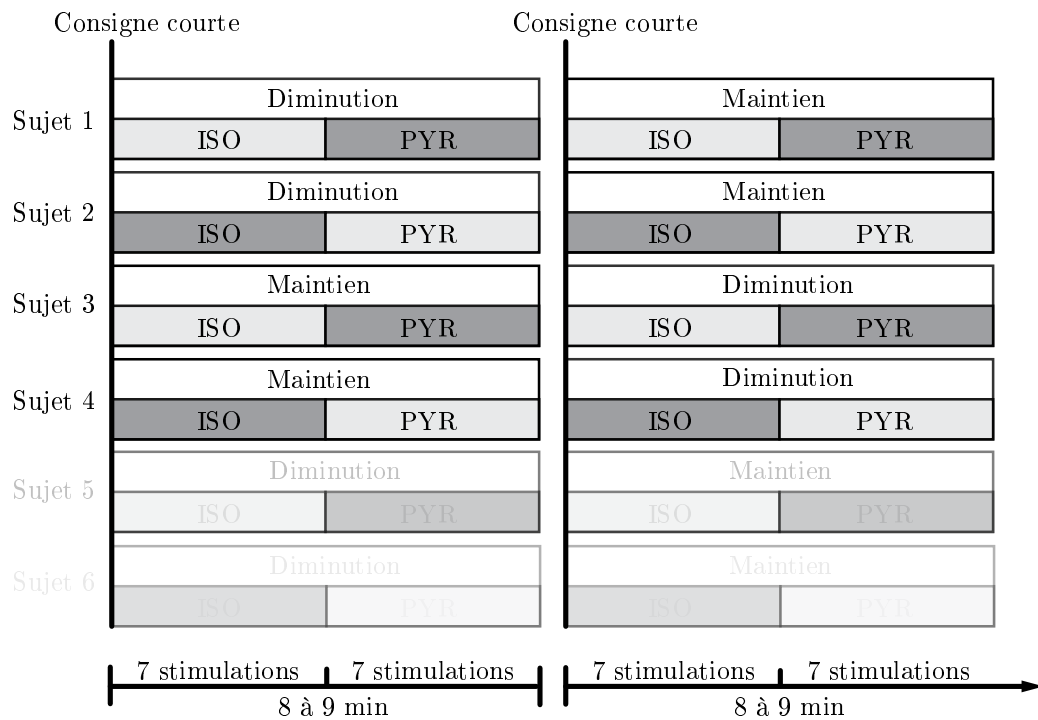 Consigne courte Consigne courte
Diminution Maintien
Sujet 1
ISO PYR ISO PYR
Diminution Maintien
Sujet 2
ISO PYR ISO PYR
Maintien Diminution
Sujet 3
ISO PYR ISO PYR
Maintien Diminution
Sujet 4
ISO PYR ISO PYR
Diminution Maintien
Sujet 5
ISO PYR ISO PYR
Diminution Maintien
Sujet 6
ISO PYR ISO PYR
7 stimulations 7 stimulations 7 stimulations 7 stimulations
8 à 9 min 8 à 9 min